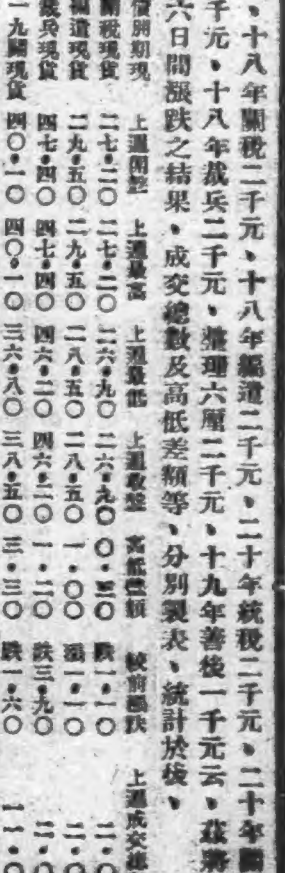 、十八年關稅二千元、十八年編遣二千元、二十年統稅二千元、二十年關
千元、十八年裁兵二千元、整理六厘二千元、十九年善後一千元云、茲將
六日間漲跌之結果、成交總數及高低差額等、分別製表、統計於後、
債別期現 上週開盤 上週最高 上週最低 上週收盤 高低差額 較前漲跌 上週成交總
關稅現貨 二七・二〇 二七・二〇 二六・九〇 二六・九〇 〇・三〇 跌一・一〇 二・〇
編遣現貨 二九・五〇 二九・五〇 二八・五〇 二八・五〇 一・〇〇 漲一・一〇 二・〇
裁兵現貨 四七・四〇 四七・四〇 四六・二〇 四六・二〇 一・二〇 跌三・九〇 二・〇
一九關現貨 四〇・一〇 四〇・一〇 三六・八〇 三八・五〇 三・三〇 跌一・六〇 一一・〇